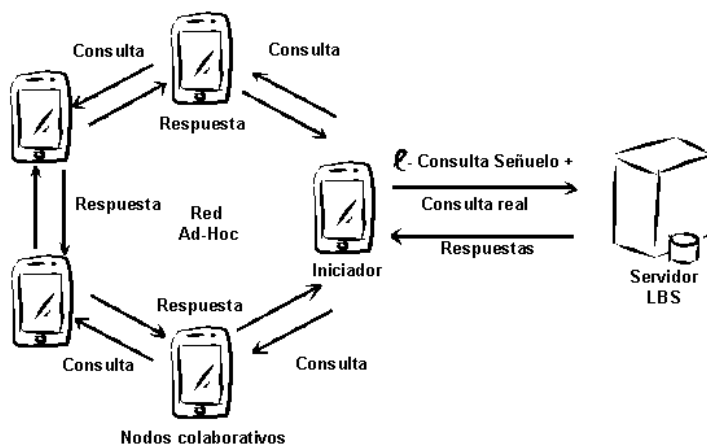 Consulta
Consulta
Respuesta
ℓ- Consulta Señuelo +
Consulta real
Respuesta
Red
Ad-Hoc
Respuestas
Iniciador
Servidor
LBS
Respuesta
Consulta
Consulta
Nodos colaborativos